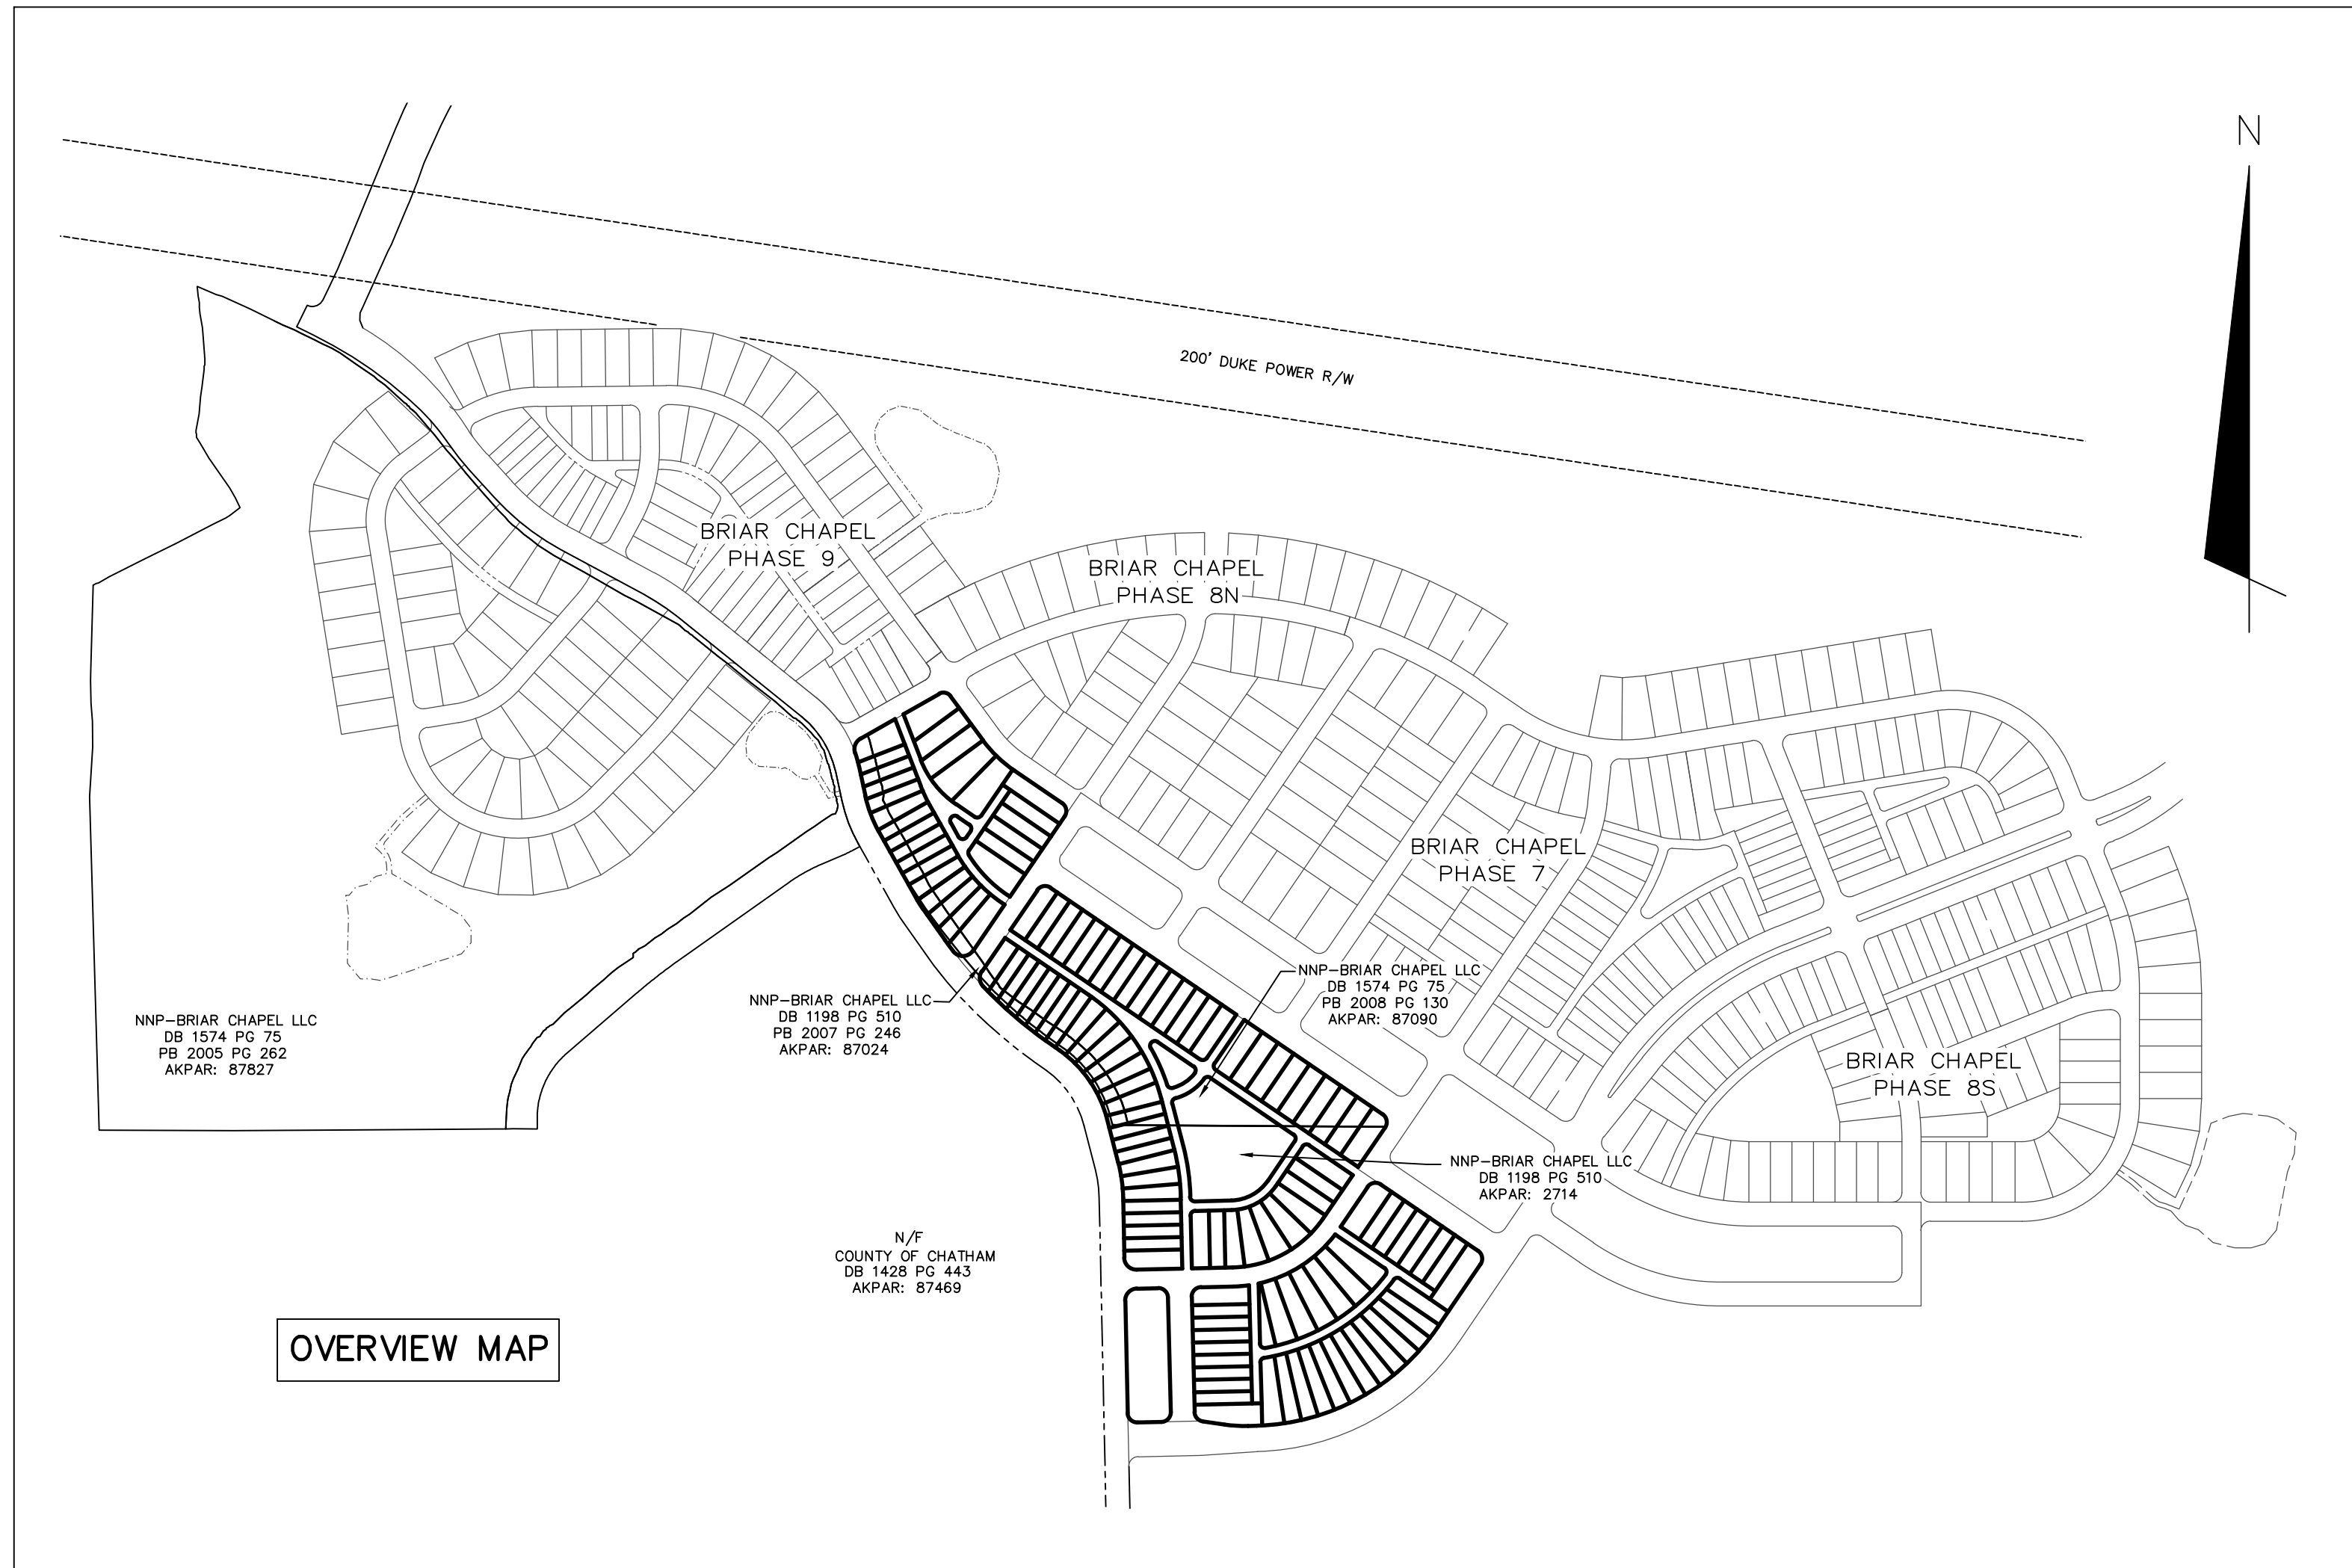 N
200' DUKE POWER R/W
BRIAR CHAPEL
PHASE 9
BRIAR CHAPEL
PHASE 8N
BRIAR CHAPEL
PHASE 7
NNP-BRIAR CHAPEL LLC
DB 1574 PG 75
PB 2008 PG 130
AKPAR: 87090
NNP-BRIAR CHAPEL LLC
DB 1198 PG 510
PB 2007 PG 246
AKPAR: 87024
NNP-BRIAR CHAPEL LLC
DB 1574 PG 75
PB 2005 PG 262
AKPAR: 87827
BRIAR CHAPEL
PHASE 8S
NNP-BRIAR CHAPEL LLC
DB 1198 PG 510
AKPAR: 2714
N/F
COUNTY OF CHATHAM
DB 1428 PG 443
AKPAR: 87469
OVERVIEW MAP